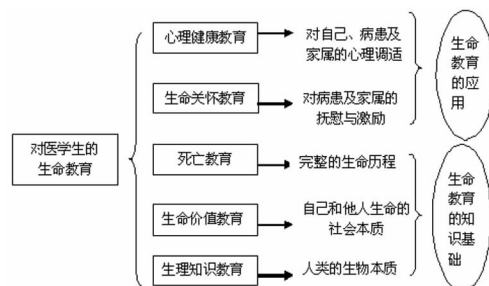 对医学生的
生命教育
心理健康教育
对自己、病患及
家属的心理调适
生命关怀教育
对病患及家属的
抚慰与激励
死亡教育
完整的生命历程
生命价值教育
自己和他人生命的
社会本质
生理知识教育
人类的生物本质
生命
教育
的应
用
生命
教育
的知
识基
础